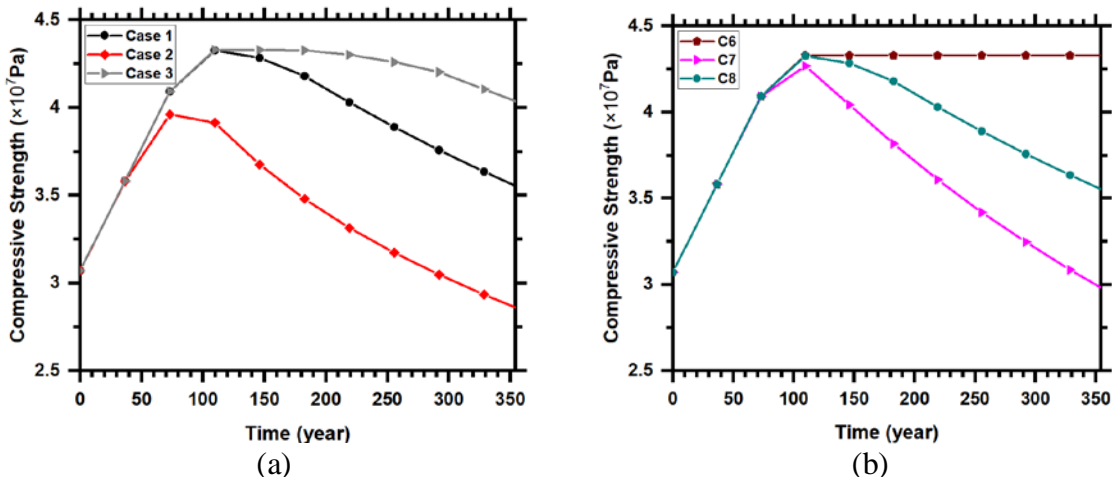 Case 1
Case 2
Case 3
Compressive Strength (×10⁷Pa)
4.5
4
3.5
3
2.5
0 50 100 150 200 250 300 350
Time (year)
(a)
C6
C7
C8
Compressive Strength (×10⁷Pa)
4.5
4
3.5
3
2.5
0 50 100 150 200 250 300 350
Time (year)
(b)